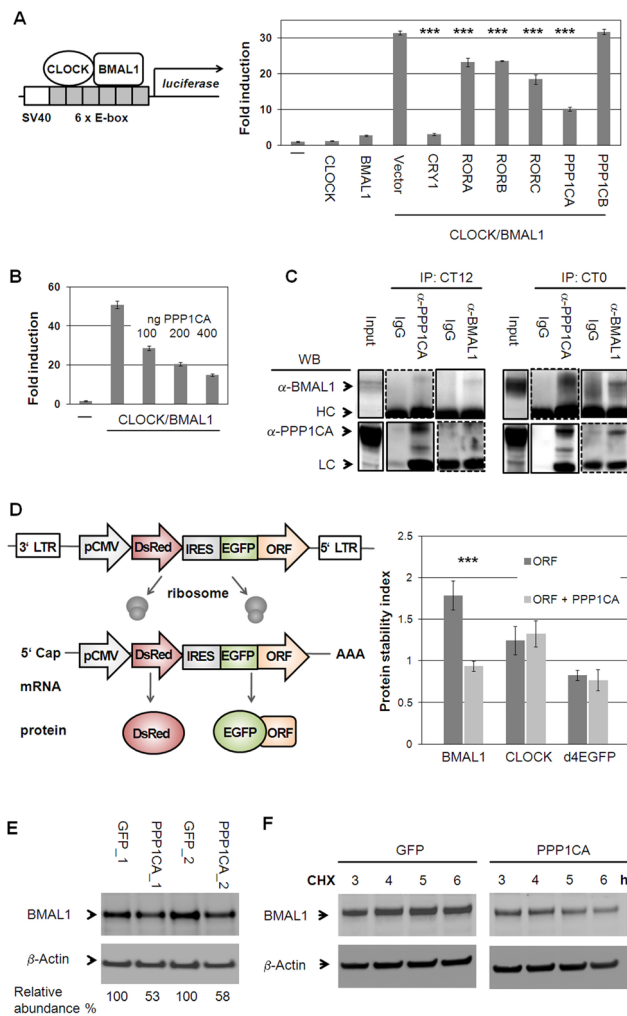 A
CLOCK BMAL1
luciferase
SV40 6 x E-box
Fold induction
30
20
10
0
*** *** *** *** ***
— CLOCK BMAL1 Vector CRY1 RORA RORB RORC PPP1CA PPP1CB
CLOCK/BMAL1
B
Fold induction
60
40
20
0
ng PPP1CA
100 200 400
—
CLOCK/BMAL1
C
IP: CT12 IP: CT0
Input IgG α-PPP1CA IgG α-BMAL1 Input IgG α-PPP1CA IgG α-BMAL1
WB
α-BMAL1
HC
α-PPP1CA
LC
D
3‘ LTR pCMV DsRed IRES EGFP ORF 5‘ LTR
ribosome
5‘ Cap pCMV DsRed IRES EGFP ORF AAA
mRNA
protein DsRed EGFP ORF
Protein stability index
2.5
2
1.5
1
0.5
0
***
ORF
ORF + PPP1CA
BMAL1 CLOCK d4EGFP
E
GFP_1 PPP1CA_1 GFP_2 PPP1CA_2
BMAL1
β-Actin
Relative
abundance %
100 53 100 58
F
GFP PPP1CA
CHX 3 4 5 6 3 4 5 6 h
BMAL1
β-Actin